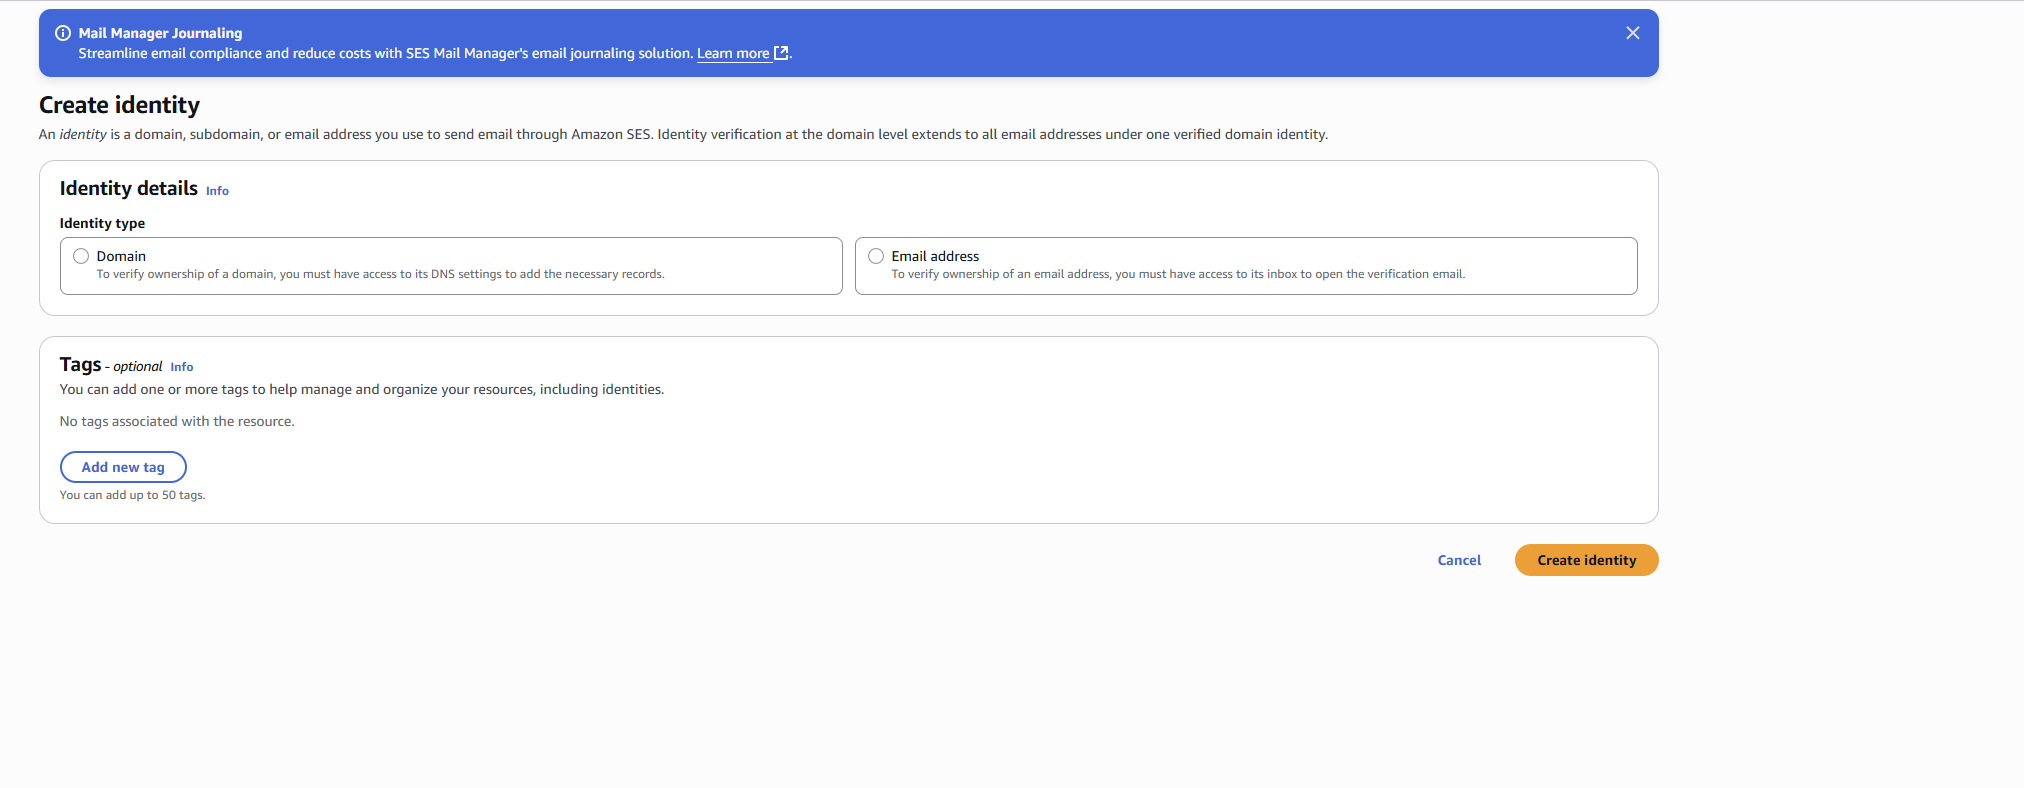 Mail Manager Journaling
Streamline email compliance and reduce costs with SES Mail Manager's email journaling solution. Learn more.
Create identity
An identity is a domain, subdomain, or email address you use to send email through Amazon SES. Identity verification at the domain level extends to all email addresses under one verified domain identity.
Identity details Info
Identity type
Domain
To verify ownership of a domain, you must have access to its DNS settings to add the necessary records.
Email address
To verify ownership of an email address, you must have access to its inbox to open the verification email.
Tags - optional Info
You can add one or more tags to help manage and organize your resources, including identities.
No tags associated with the resource.
Add new tag
You can add up to 50 tags.
Cancel
Create identity